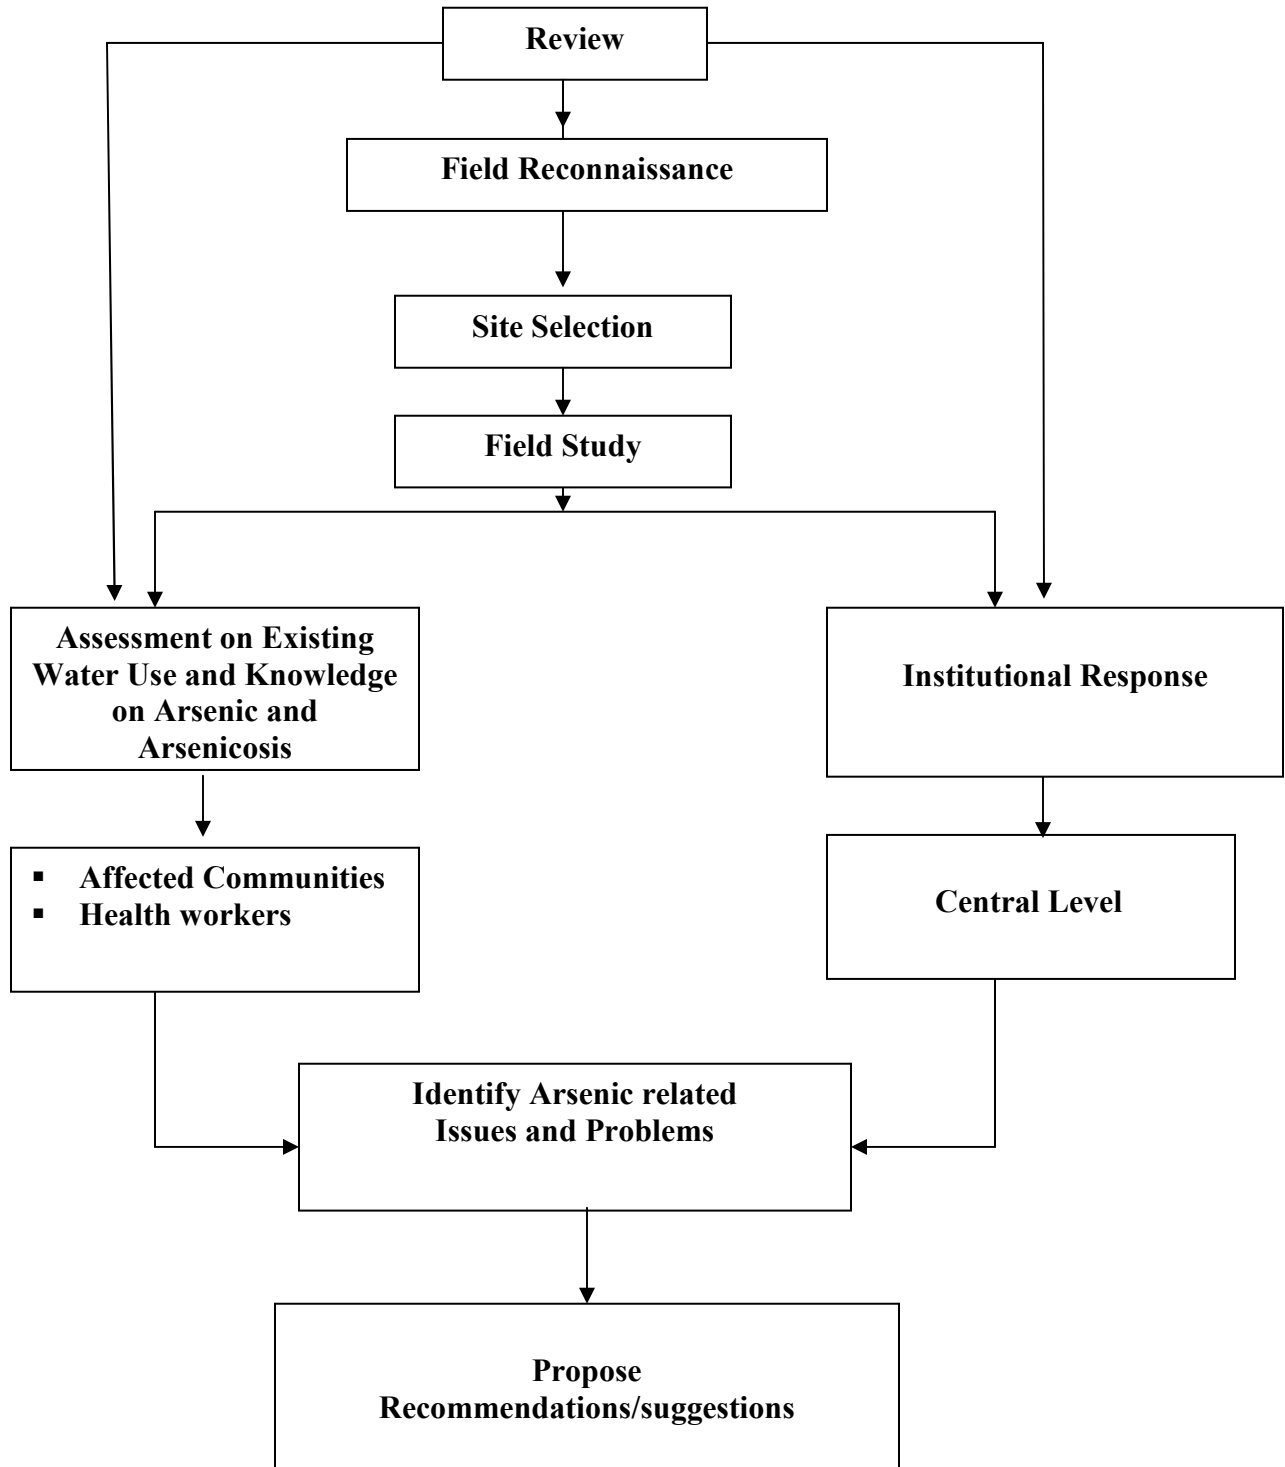 Review
Field Reconnaissance
Site Selection
Field Study
Assessment on Existing
Water Use and Knowledge
on Arsenic and
Arsenicosis
Institutional Response
▪ Affected Communities
▪ Health workers
Central Level
Identify Arsenic related
Issues and Problems
Propose
Recommendations/suggestions